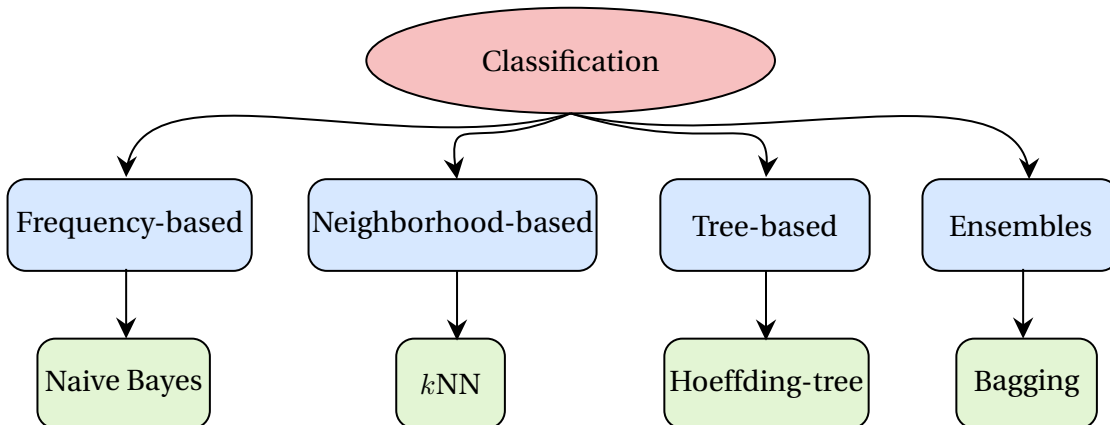 Classification
Frequency-based
Neighborhood-based
Tree-based
Ensembles
Naive Bayes
kNN
Hoeffding-tree
Bagging